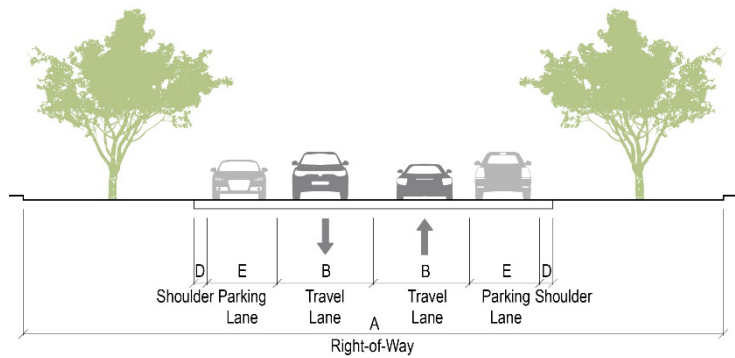 D E B B E D
Shoulder Parking Travel Travel Parking Shoulder
Lane Lane Lane Lane
A
Right-of-Way